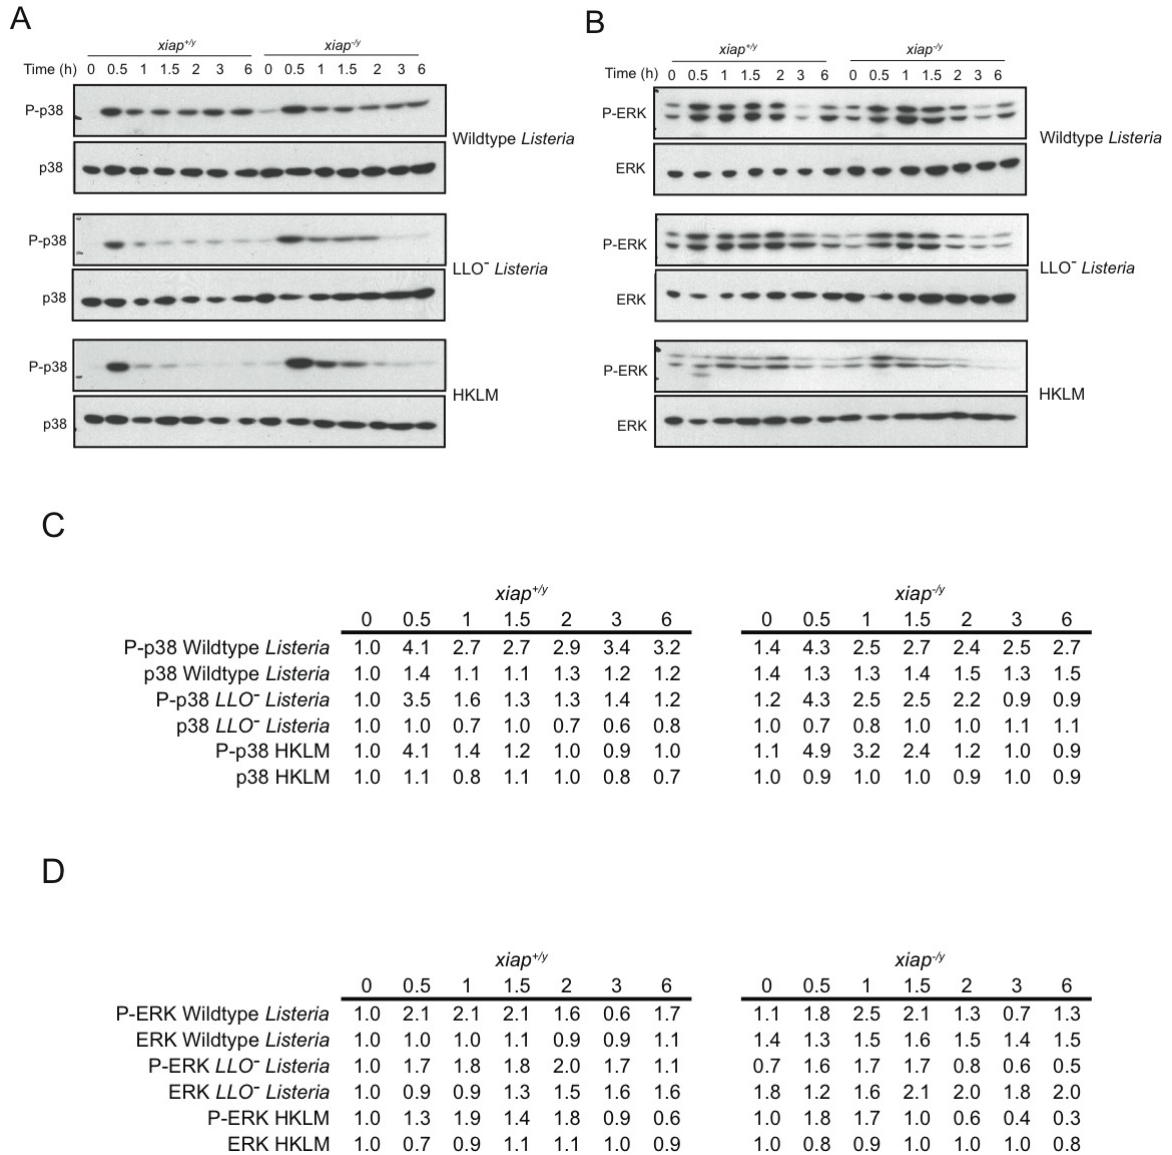 A
xiap+/y xiap-/y
Time (h) 0 0.5 1 1.5 2 3 6 0 0.5 1 1.5 2 3 6
P-p38
Wildtype Listeria
p38
P-p38
LLO⁻ Listeria
p38
P-p38
HKLM
p38
B
xiap+/y xiap-/y
Time (h) 0 0.5 1 1.5 2 3 6 0 0.5 1 1.5 2 3 6
P-ERK
Wildtype Listeria
ERK
P-ERK
LLO⁻ Listeria
ERK
P-ERK
HKLM
ERK
C
xiap+/y xiap-/y
0 0.5 1 1.5 2 3 6 0 0.5 1 1.5 2 3 6
P-p38 Wildtype Listeria 1.0 4.1 2.7 2.7 2.9 3.4 3.2 1.4 4.3 2.5 2.7 2.4 2.5 2.7
p38 Wildtype Listeria 1.0 1.4 1.1 1.1 1.3 1.2 1.2 1.4 1.3 1.3 1.4 1.5 1.3 1.5
P-p38 LLO⁻ Listeria 1.0 3.5 1.6 1.3 1.3 1.4 1.2 1.2 4.3 2.5 2.5 2.2 0.9 0.9
p38 LLO⁻ Listeria 1.0 1.0 0.7 1.0 0.7 0.6 0.8 1.0 0.7 0.8 1.0 1.0 1.1 1.1
P-p38 HKLM 1.0 4.1 1.4 1.2 1.0 0.9 1.0 1.1 4.9 3.2 2.4 1.2 1.0 0.9
p38 HKLM 1.0 1.1 0.8 1.1 1.0 0.8 0.7 1.0 0.9 1.0 1.0 0.9 1.0 0.9
D
xiap+/y xiap-/y
0 0.5 1 1.5 2 3 6 0 0.5 1 1.5 2 3 6
P-ERK Wildtype Listeria 1.0 2.1 2.1 2.1 1.6 0.6 1.7 1.1 1.8 2.5 2.1 1.3 0.7 1.3
ERK Wildtype Listeria 1.0 1.0 1.0 1.1 0.9 0.9 1.1 1.4 1.3 1.5 1.6 1.5 1.4 1.5
P-ERK LLO⁻ Listeria 1.0 1.7 1.8 1.8 2.0 1.7 1.1 0.7 1.6 1.7 1.7 0.8 0.6 0.5
ERK LLO⁻ Listeria 1.0 0.9 0.9 1.3 1.5 1.6 1.6 1.8 1.2 1.6 2.1 2.0 1.8 2.0
P-ERK HKLM 1.0 1.3 1.9 1.4 1.8 0.9 0.6 1.0 1.8 1.7 1.0 0.6 0.4 0.3
ERK HKLM 1.0 0.7 0.9 1.1 1.1 1.0 0.9 1.0 0.8 0.9 1.0 1.0 1.0 0.8